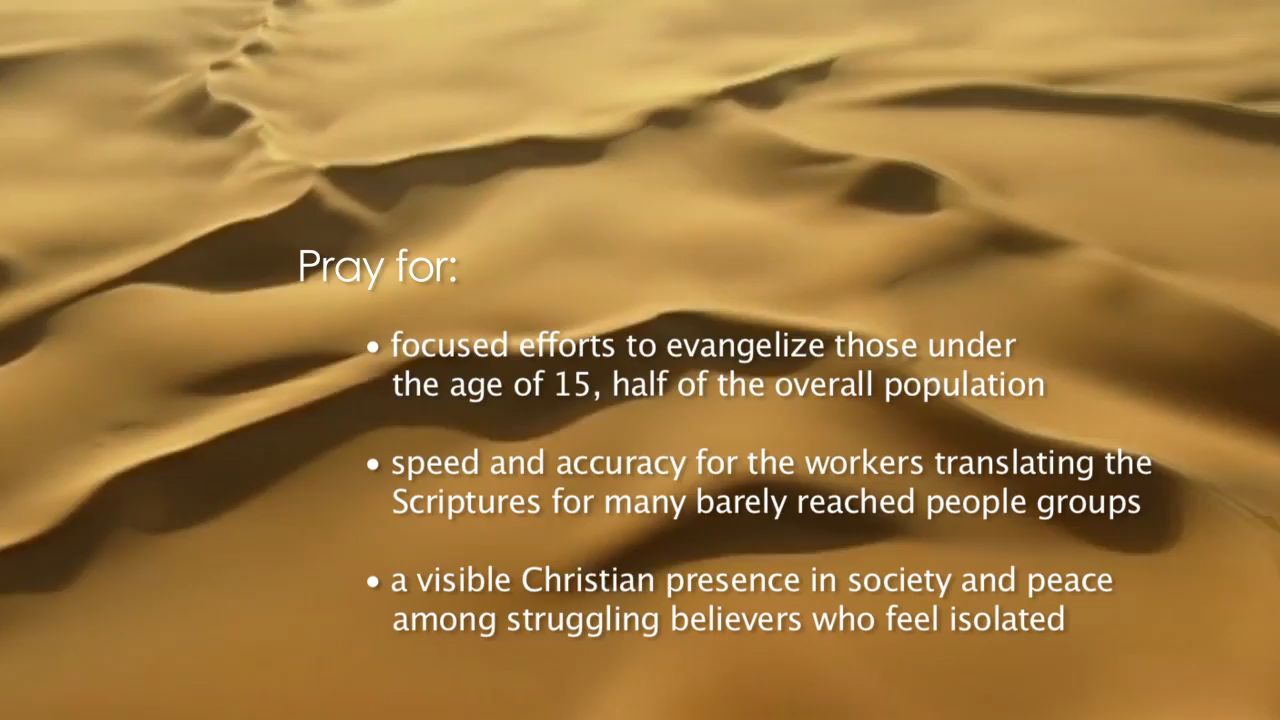 Pray for:
• focused efforts to evangelize those under
the age of 15, half of the overall population
• speed and accuracy for the workers translating the
Scriptures for many barely reached people groups
• a visible Christian presence in society and peace
among struggling believers who feel isolated